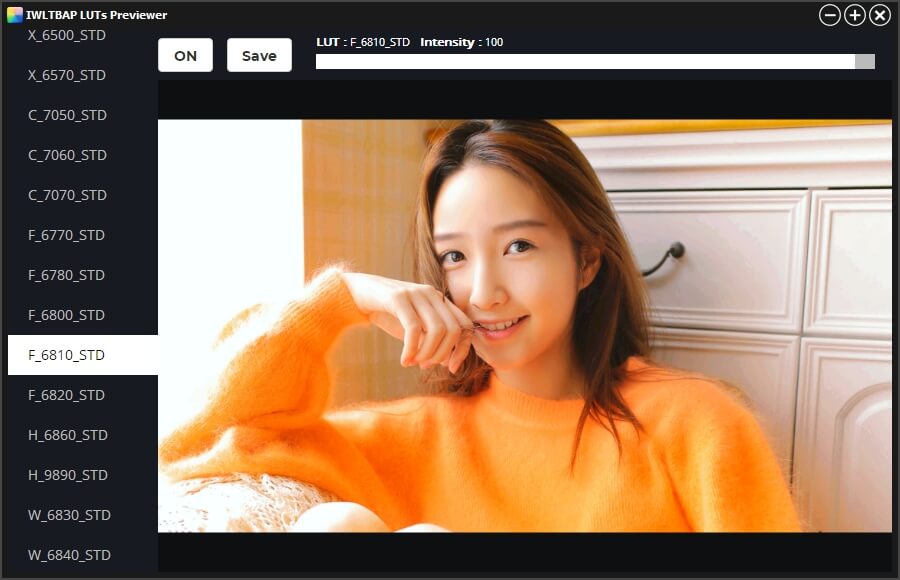 IWLTBAP LUTs Previewer
ON
Save
LUT : F_6810_STD Intensity : 100
X_6500_STD
X_6570_STD
C_7050_STD
C_7060_STD
C_7070_STD
F_6770_STD
F_6780_STD
F_6800_STD
F_6810_STD
F_6820_STD
H_6860_STD
H_9890_STD
W_6830_STD
W_6840_STD